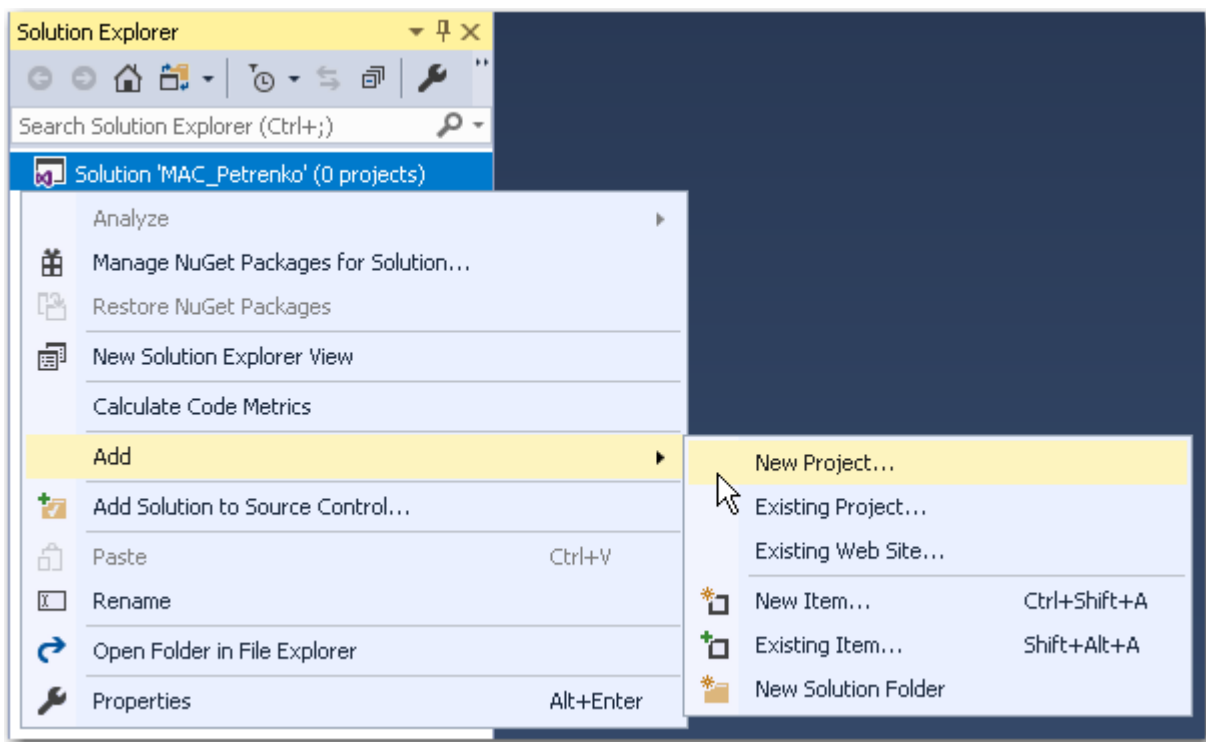 Solution Explorer
Search Solution Explorer (Ctrl+;)
Solution 'MAC_Petrenko' (0 projects)
Analyze
Manage NuGet Packages for Solution...
Restore NuGet Packages
New Solution Explorer View
Calculate Code Metrics
Add
Add Solution to Source Control...
Paste Ctrl+V
Rename
Open Folder in File Explorer
Properties Alt+Enter
New Project...
Existing Project...
Existing Web Site...
New Item... Ctrl+Shift+A
Existing Item... Shift+Alt+A
New Solution Folder